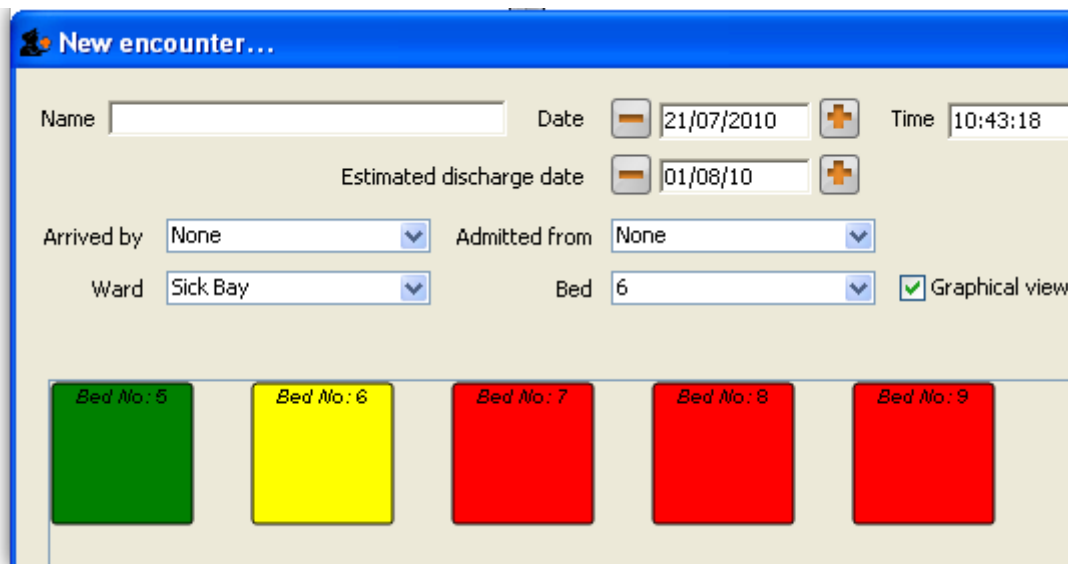 New encounter...
Name Date 21/07/2010 Time 10:43:18
Estimated discharge date 01/08/10
Arrived by None Admitted from None
Ward Sick Bay Bed 6 Graphical view
Bed No: 5 Bed No: 6 Bed No: 7 Bed No: 8 Bed No: 9